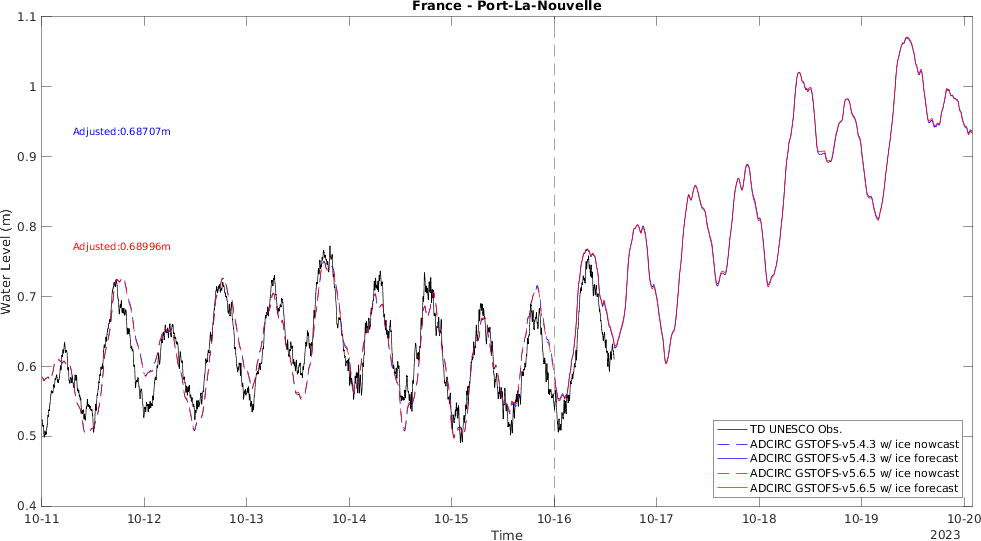 France - Port-La-Nouvelle
1.1
1
0.9
0.8
0.7
0.6
0.5
0.4
Water Level (m)
Adjusted:0.68707m
Adjusted:0.68996m
TD UNESCO Obs.
ADCIRC GSTOFS-v5.4.3 w/ ice nowcast
ADCIRC GSTOFS-v5.4.3 w/ ice forecast
ADCIRC GSTOFS-v5.6.5 w/ ice nowcast
ADCIRC GSTOFS-v5.6.5 w/ ice forecast
10-11 10-12 10-13 10-14 10-15 10-16 10-17 10-18 10-19 10-20
2023
Time